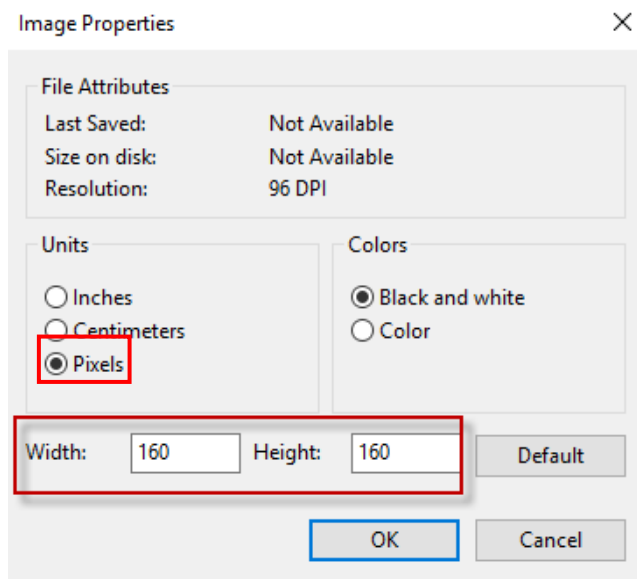 Image Properties
File Attributes
Last Saved: Not Available
Size on disk: Not Available
Resolution: 96 DPI
Units
Inches
Centimeters
Pixels
Colors
Black and white
Color
Width: 160 Height: 160 Default
OK Cancel